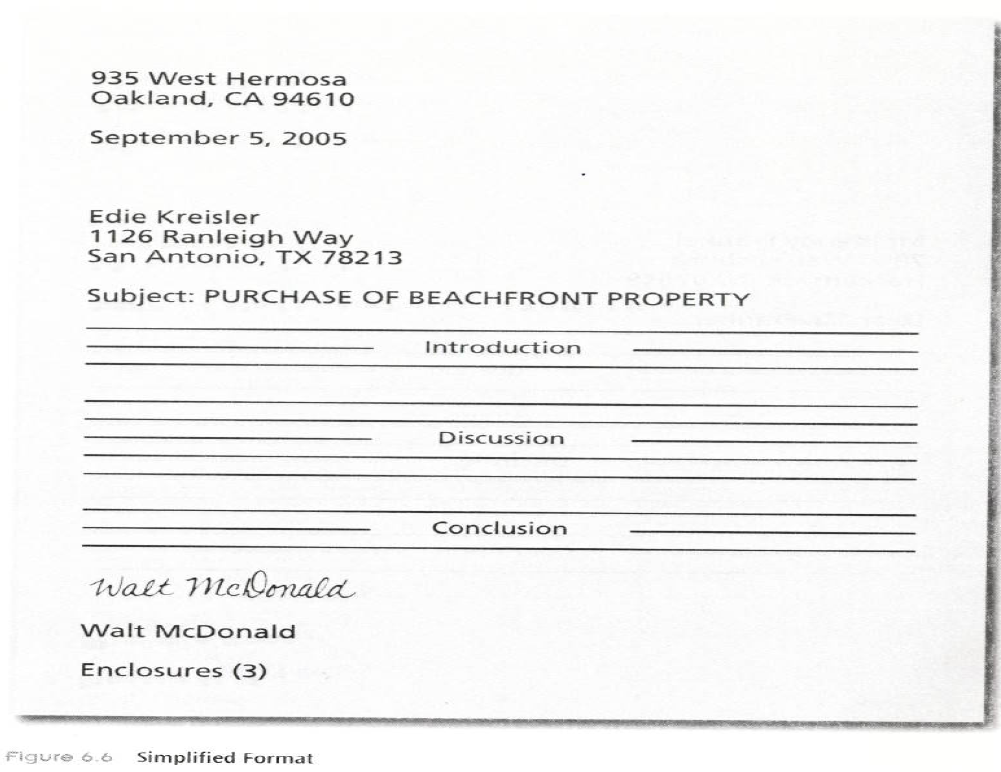 935 West Hermosa
Oakland, CA 94610
September 5, 2005
Edie Kreisler
1126 Ranleigh Way
San Antonio, TX 78213
Subject: PURCHASE OF BEACHFRONT PROPERTY
Introduction
Discussion
Conclusion
Walt McDonald
Walt McDonald
Enclosures (3)
Figure 6.6 Simplified Format